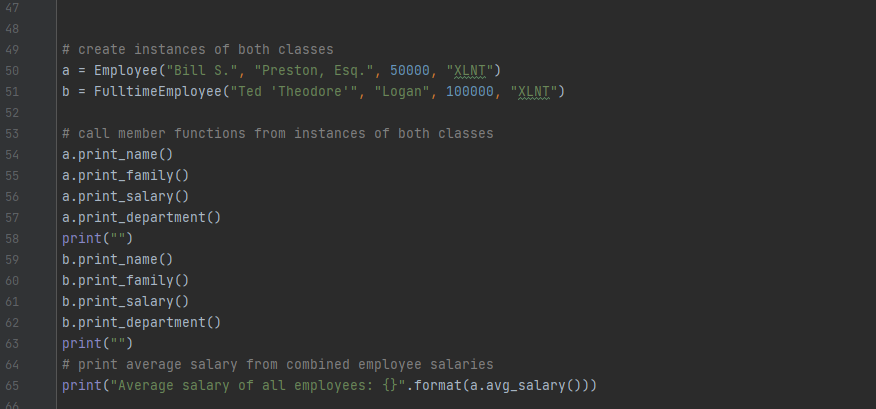 47
48
49 # create instances of both classes
50 a = Employee("Bill S.", "Preston, Esq.", 50000, "XLNT")
51 b = FulltimeEmployee("Ted 'Theodore'", "Logan", 100000, "XLNT")
52
53 # call member functions from instances of both classes
54 a.print_name()
55 a.print_family()
56 a.print_salary()
57 a.print_department()
58 print("")
59 b.print_name()
60 b.print_family()
61 b.print_salary()
62 b.print_department()
63 print("")
64 # print average salary from combined employee salaries
65 print("Average salary of all employees: {}".format(a.avg_salary()))
66